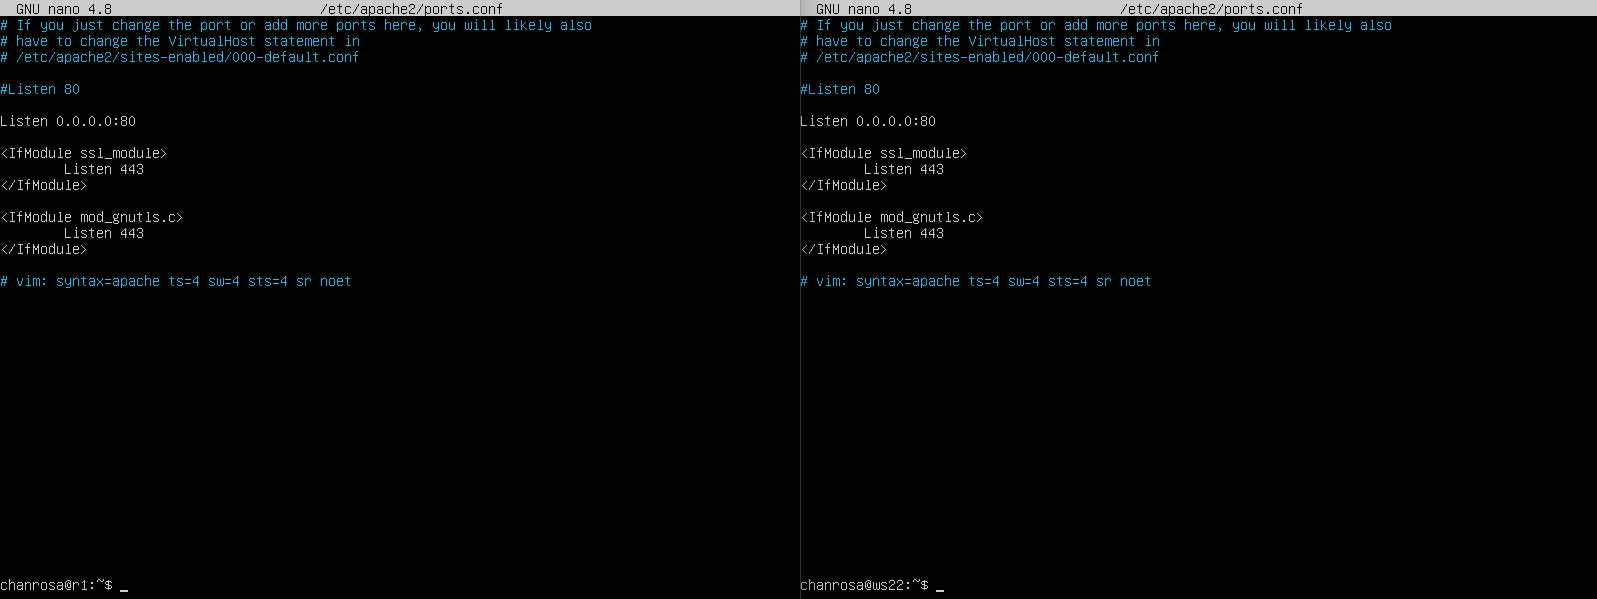 GNU nano 4.8 /etc/apache2/ports.conf
# If you just change the port or add more ports here, you will likely also
# have to change the VirtualHost statement in
# /etc/apache2/sites-enabled/000-default.conf
#Listen 80
Listen 0.0.0.0:80
<IfModule ssl_module>
Listen 443
</IfModule>
<IfModule mod_gnutls.c>
Listen 443
</IfModule>
# vim: syntax=apache ts=4 sw=4 sts=4 sr noet
chanrosa@r1:~$ _
GNU nano 4.8 /etc/apache2/ports.conf
# If you just change the port or add more ports here, you will likely also
# have to change the VirtualHost statement in
# /etc/apache2/sites-enabled/000-default.conf
#Listen 80
Listen 0.0.0.0:80
<IfModule ssl_module>
Listen 443
</IfModule>
<IfModule mod_gnutls.c>
Listen 443
</IfModule>
# vim: syntax=apache ts=4 sw=4 sts=4 sr noet
chanrosa@ws22:~$ _